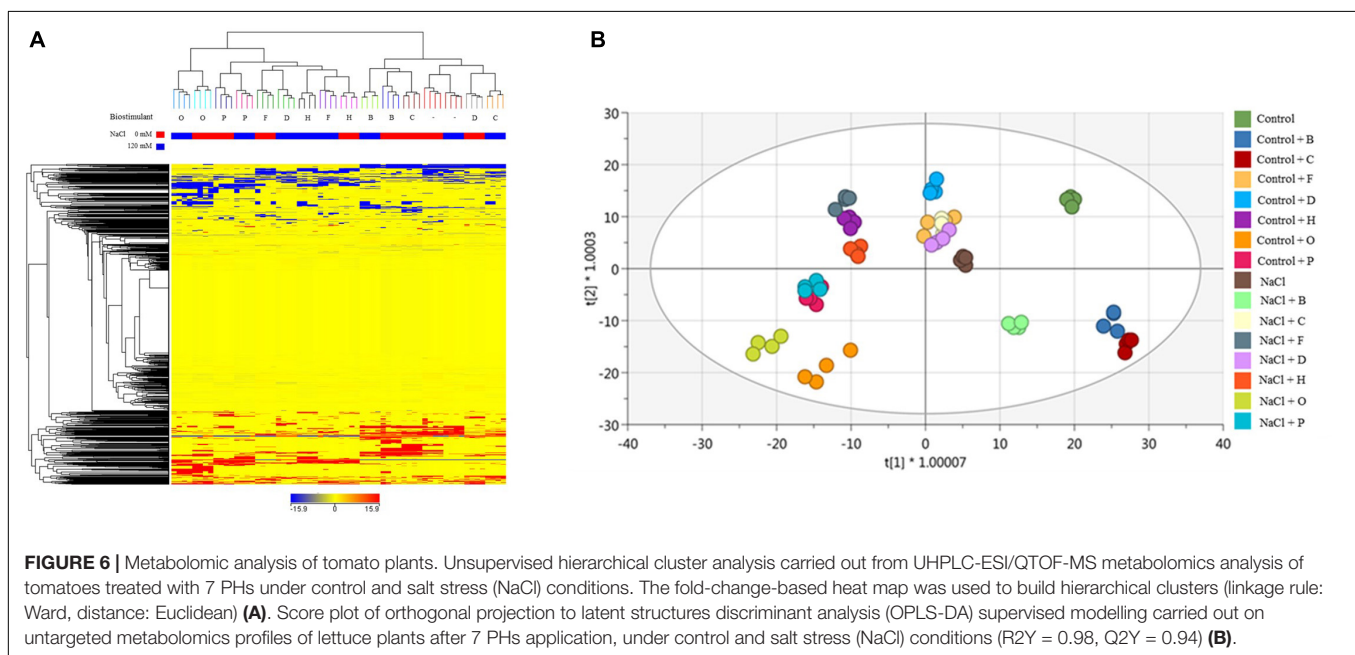 A
Biostimulant O O P P F D H F H B B C - - D C
NaCl 0 mM
120 mM
-15.9 0 15.9
B
30
20
10
0
-10
-20
-30
t[2] * 1.0003
-40 -30 -20 -10 0 10 20 30 40
t[1] * 1.00007
Control
Control + B
Control + C
Control + F
Control + D
Control + H
Control + O
Control + P
NaCl
NaCl + B
NaCl + C
NaCl + F
NaCl + D
NaCl + H
NaCl + O
NaCl + P
FIGURE 6 | Metabolomic analysis of tomato plants. Unsupervised hierarchical cluster analysis carried out from UHPLC-ESI/QTOF-MS metabolomics analysis of
tomatoes treated with 7 PHs under control and salt stress (NaCl) conditions. The fold-change-based heat map was used to build hierarchical clusters (linkage rule:
Ward, distance: Euclidean) (A). Score plot of orthogonal projection to latent structures discriminant analysis (OPLS-DA) supervised modelling carried out on
untargeted metabolomics profiles of lettuce plants after 7 PHs application, under control and salt stress (NaCl) conditions (R2Y = 0.98, Q2Y = 0.94) (B).